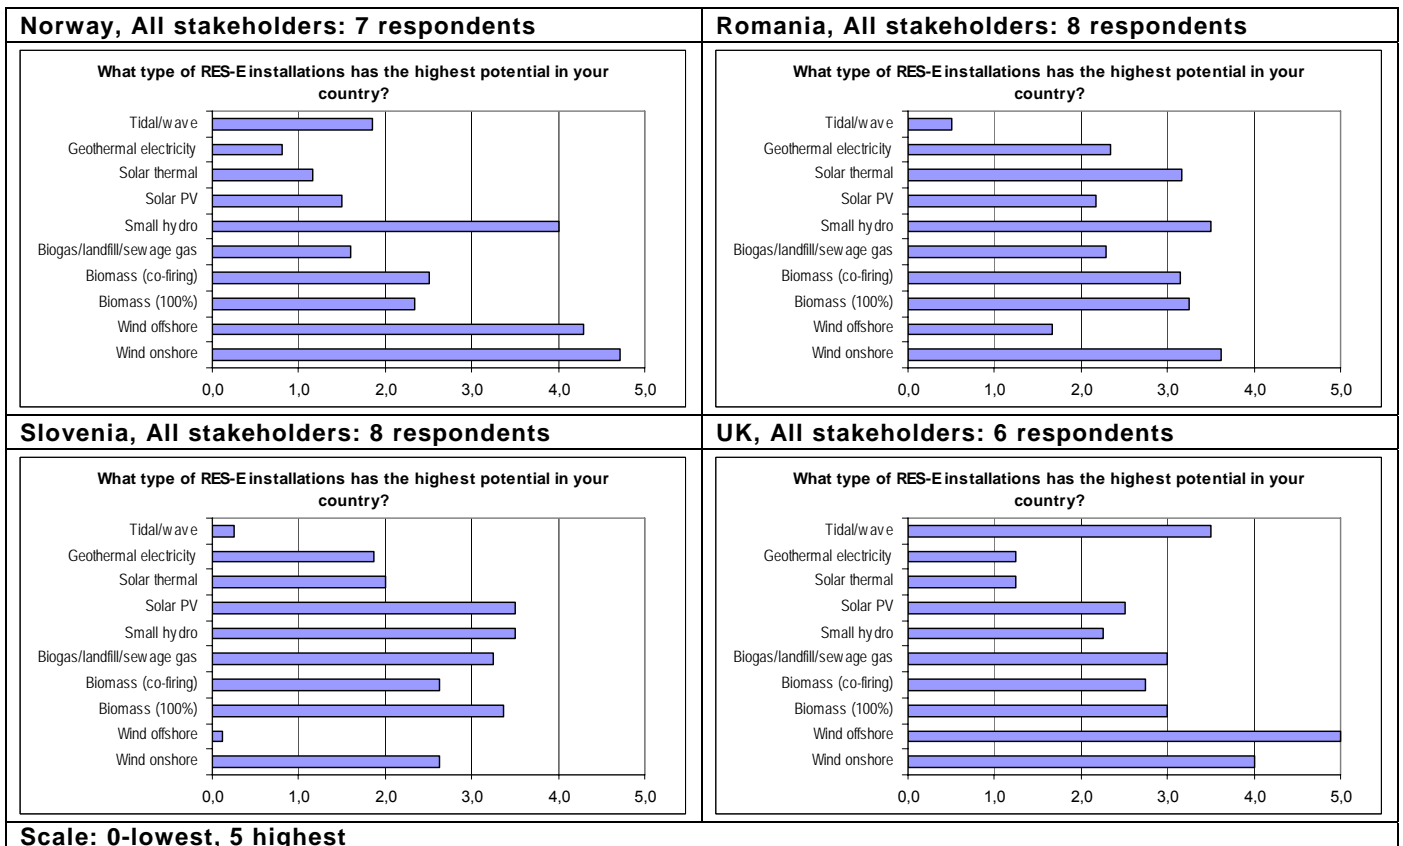 Norway, All stakeholders: 7 respondents
What type of RES-E installations has the highest potential in your
country?
Tidal/wave
Geothermal electricity
Solar thermal
Solar PV
Small hydro
Biogas/landfill/sewage gas
Biomass (co-firing)
Biomass (100%)
Wind offshore
Wind onshore
0,0 1,0 2,0 3,0 4,0 5,0
Romania, All stakeholders: 8 respondents
What type of RES-E installations has the highest potential in your
country?
Tidal/wave
Geothermal electricity
Solar thermal
Solar PV
Small hydro
Biogas/landfill/sewage gas
Biomass (co-firing)
Biomass (100%)
Wind offshore
Wind onshore
0,0 1,0 2,0 3,0 4,0 5,0
Slovenia, All stakeholders: 8 respondents
What type of RES-E installations has the highest potential in your
country?
Tidal/wave
Geothermal electricity
Solar thermal
Solar PV
Small hydro
Biogas/landfill/sewage gas
Biomass (co-firing)
Biomass (100%)
Wind offshore
Wind onshore
0,0 1,0 2,0 3,0 4,0 5,0
UK, All stakeholders: 6 respondents
What type of RES-E installations has the highest potential in your
country?
Tidal/wave
Geothermal electricity
Solar thermal
Solar PV
Small hydro
Biogas/landfill/sewage gas
Biomass (co-firing)
Biomass (100%)
Wind offshore
Wind onshore
0,0 1,0 2,0 3,0 4,0 5,0
Scale: 0-lowest, 5 highest